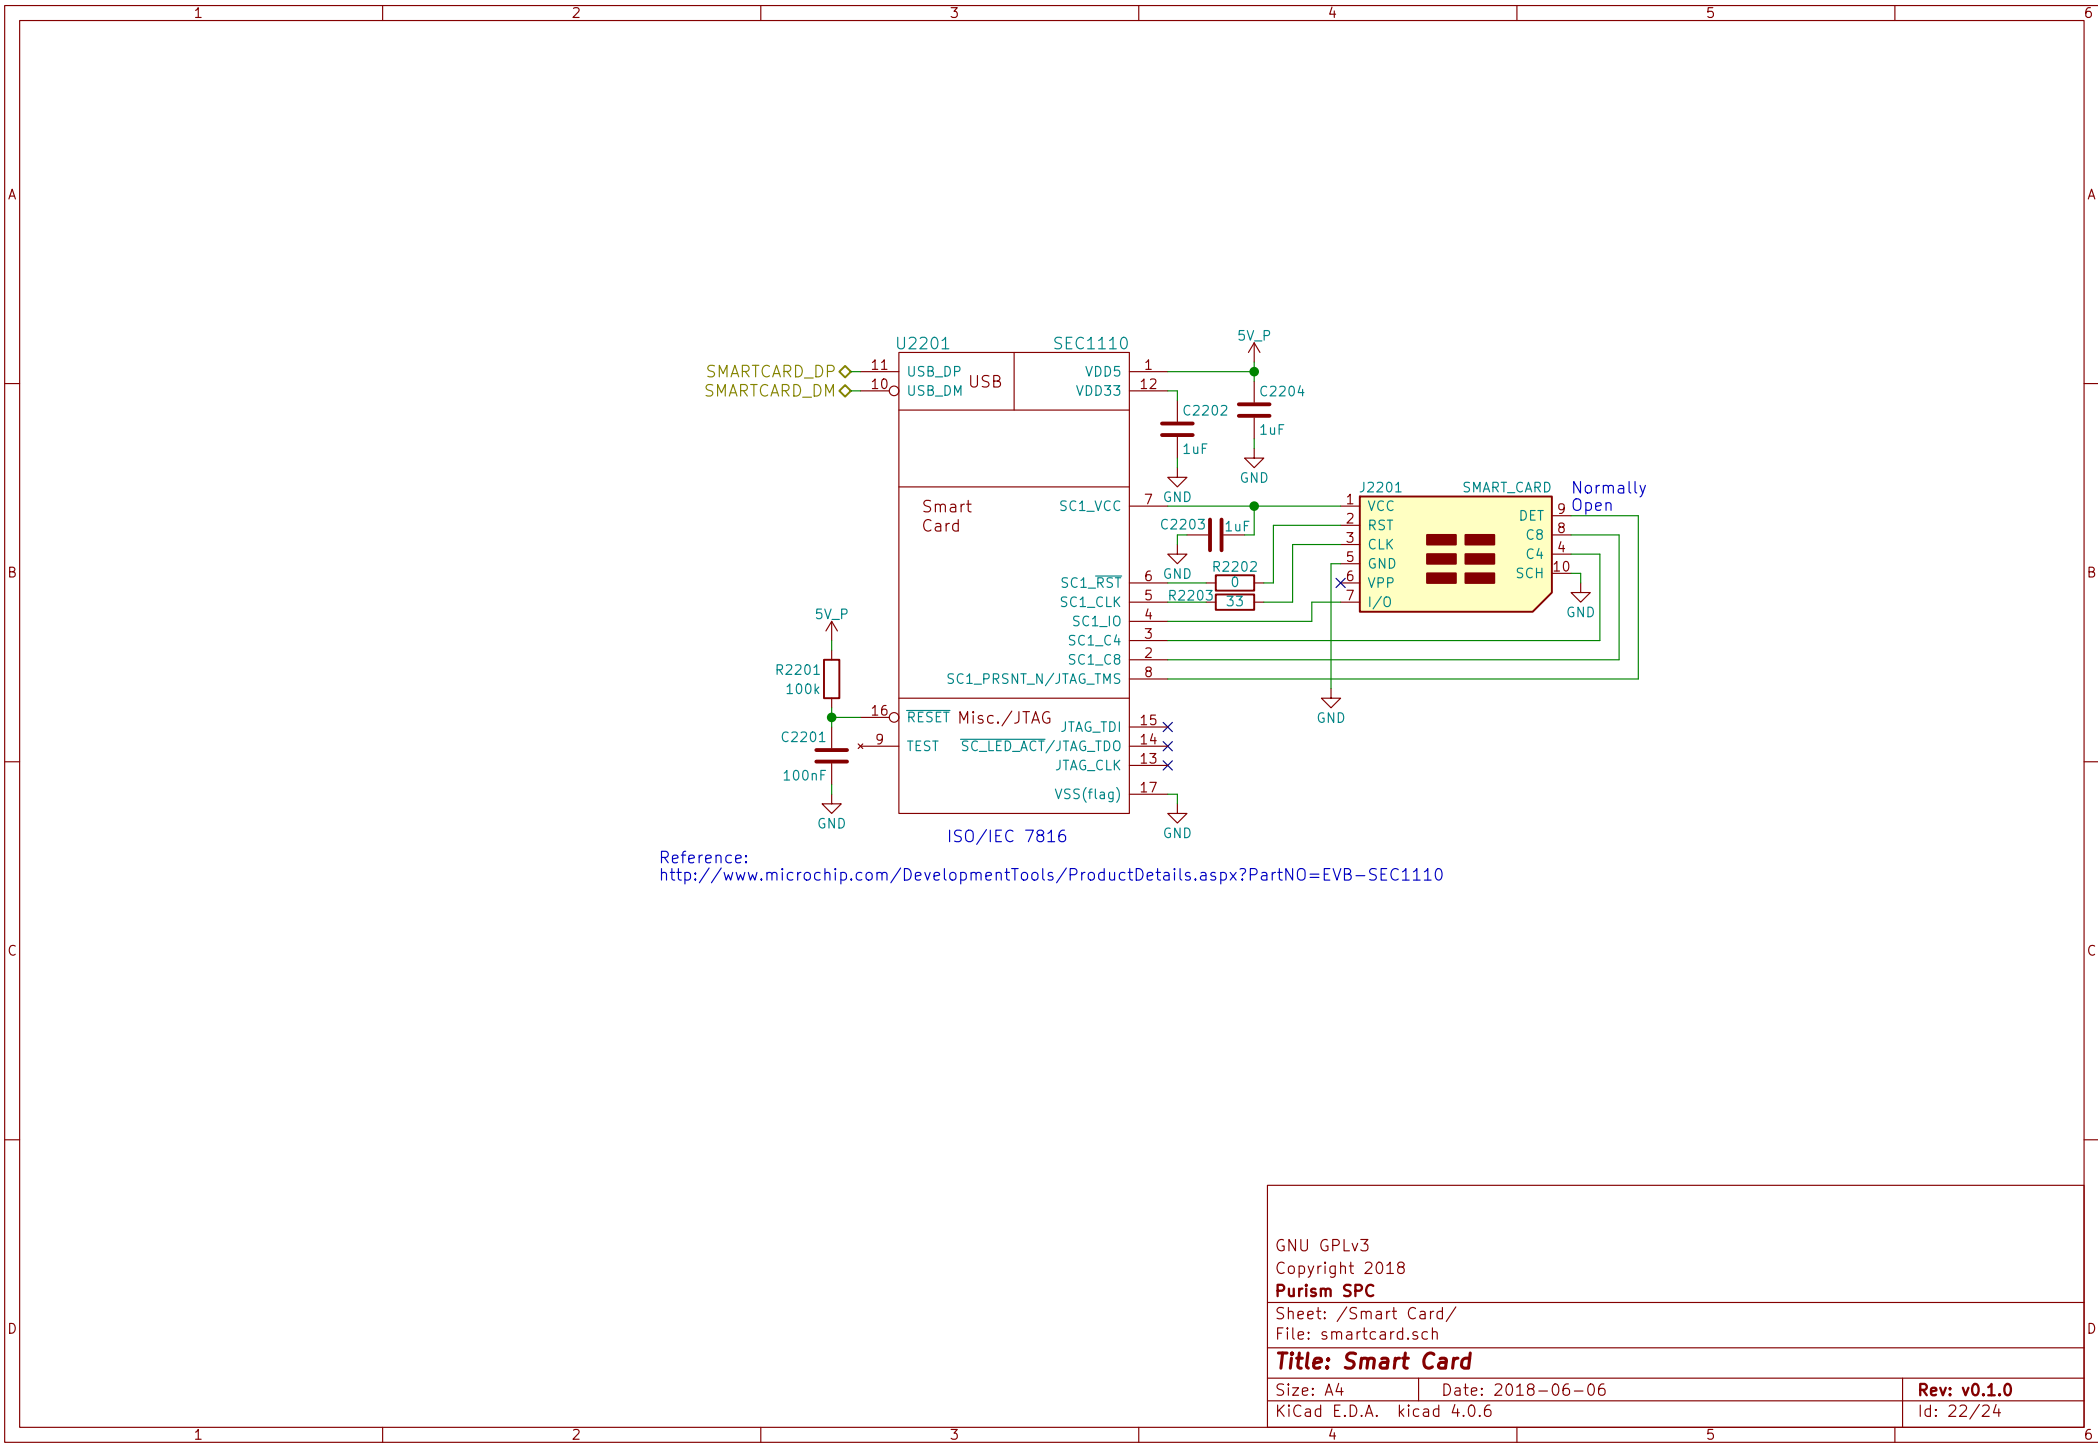 1 2 3 4 5 6
A A
B B
C C
D D
5V_P
U2201 SEC1110
SMARTCARD_DP 11 USB_DP USB VDD5 1
SMARTCARD_DM 10 USB_DM VDD33 12
C2204
1uF
GND
C2202
1uF
GND
Smart
Card
SC1_VCC 7
C2203 1uF
GND
R2202
0
SC1_RST 6
R2203 33
SC1_CLK 5
SC1_IO 4
SC1_C4 3
SC1_C8 2
SC1_PRSNT_N/JTAG_TMS 8
J2201 SMART_CARD
Normally
Open
1 VCC
2 RST
3 CLK
5 GND
6 VPP
7 I/O
DET 9
C8 8
C4 4
SCH 10
GND
GND
5V_P
R2201
100k
16 RESET Misc./JTAG
C2201
100nF
GND
9 TEST
JTAG_TDI 15
SC_LED_ACT/JTAG_TDO 14
JTAG_CLK 13
VSS(flag) 17
GND
ISO/IEC 7816
Reference:
http://www.microchip.com/DevelopmentTools/ProductDetails.aspx?PartNO=EVB-SEC1110
GNU GPLv3
Copyright 2018
Purism SPC
Sheet: /Smart Card/
File: smartcard.sch
Title: Smart Card
Size: A4 Date: 2018-06-06 Rev: v0.1.0
KiCad E.D.A. kicad 4.0.6 Id: 22/24
1 2 3 4 5 6